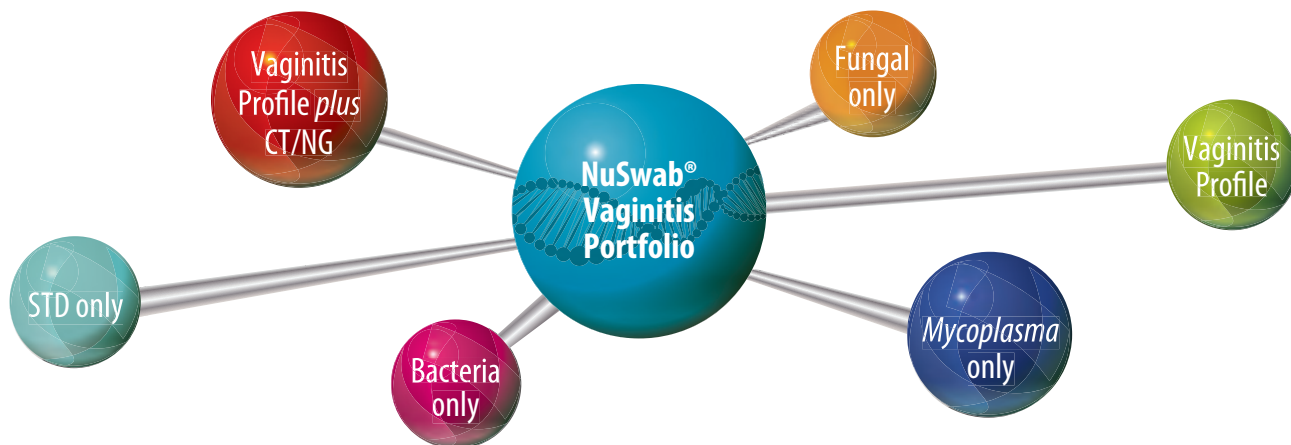 Vaginitis
Profile plus
CT/NG
Fungal
only
NuSwab®
Vaginitis
Portfolio
Vaginitis
Profile
STD only
Bacteria
only
Mycoplasma
only